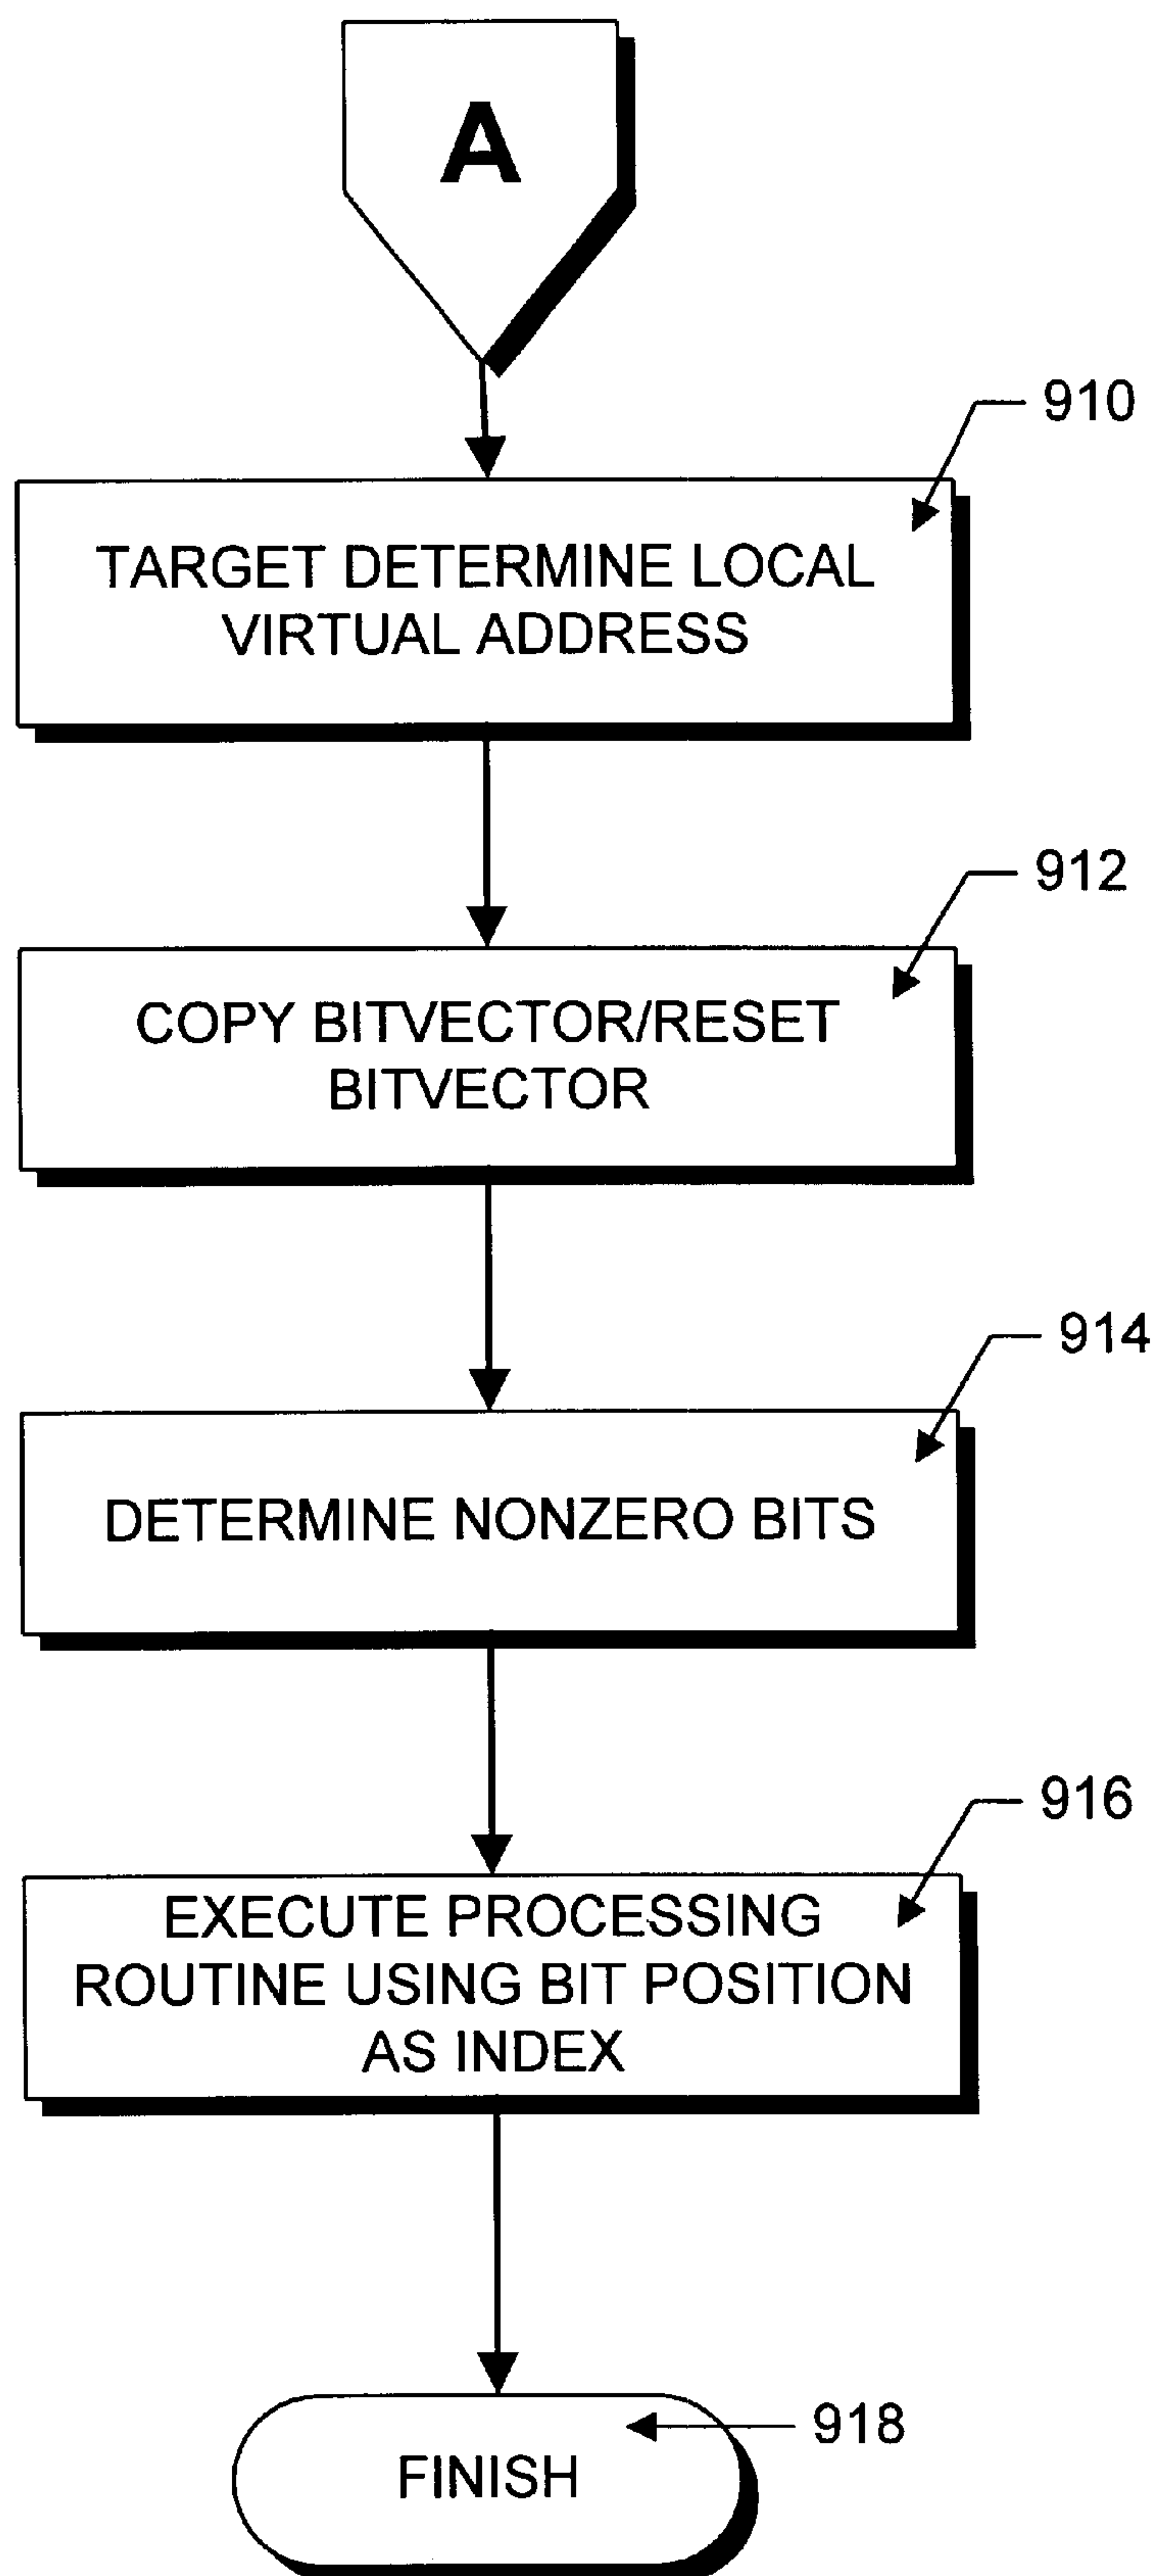 A
910
TARGET DETERMINE LOCAL
VIRTUAL ADDRESS
912
COPY BITVECTOR/RESET
BITVECTOR
914
DETERMINE NONZERO BITS
916
EXECUTE PROCESSING
ROUTINE USING BIT POSITION
AS INDEX
918
FINISH